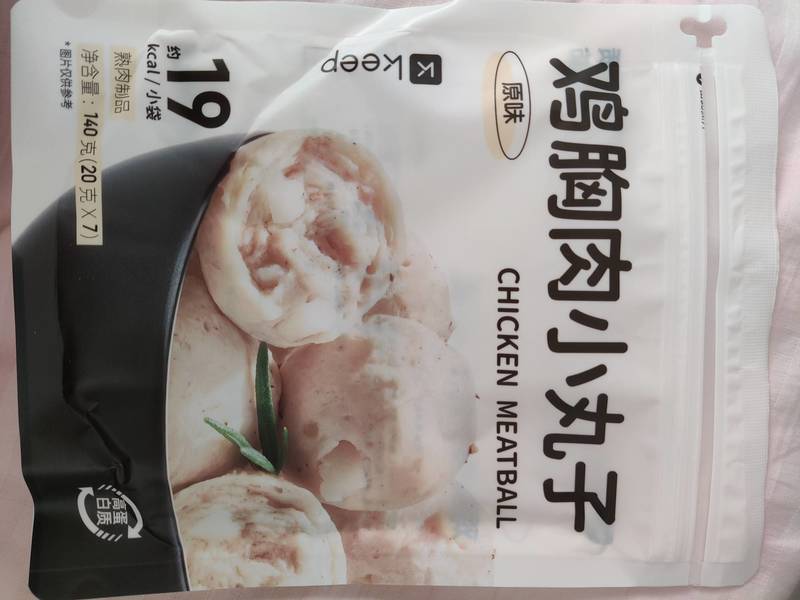 鸡胸肉小丸子
CHICKEN MEATBALL
原味
keep
约
19
kcal/小袋
熟肉制品
净含量：140克(20克X7)
*图片仅供参考
高蛋
白质